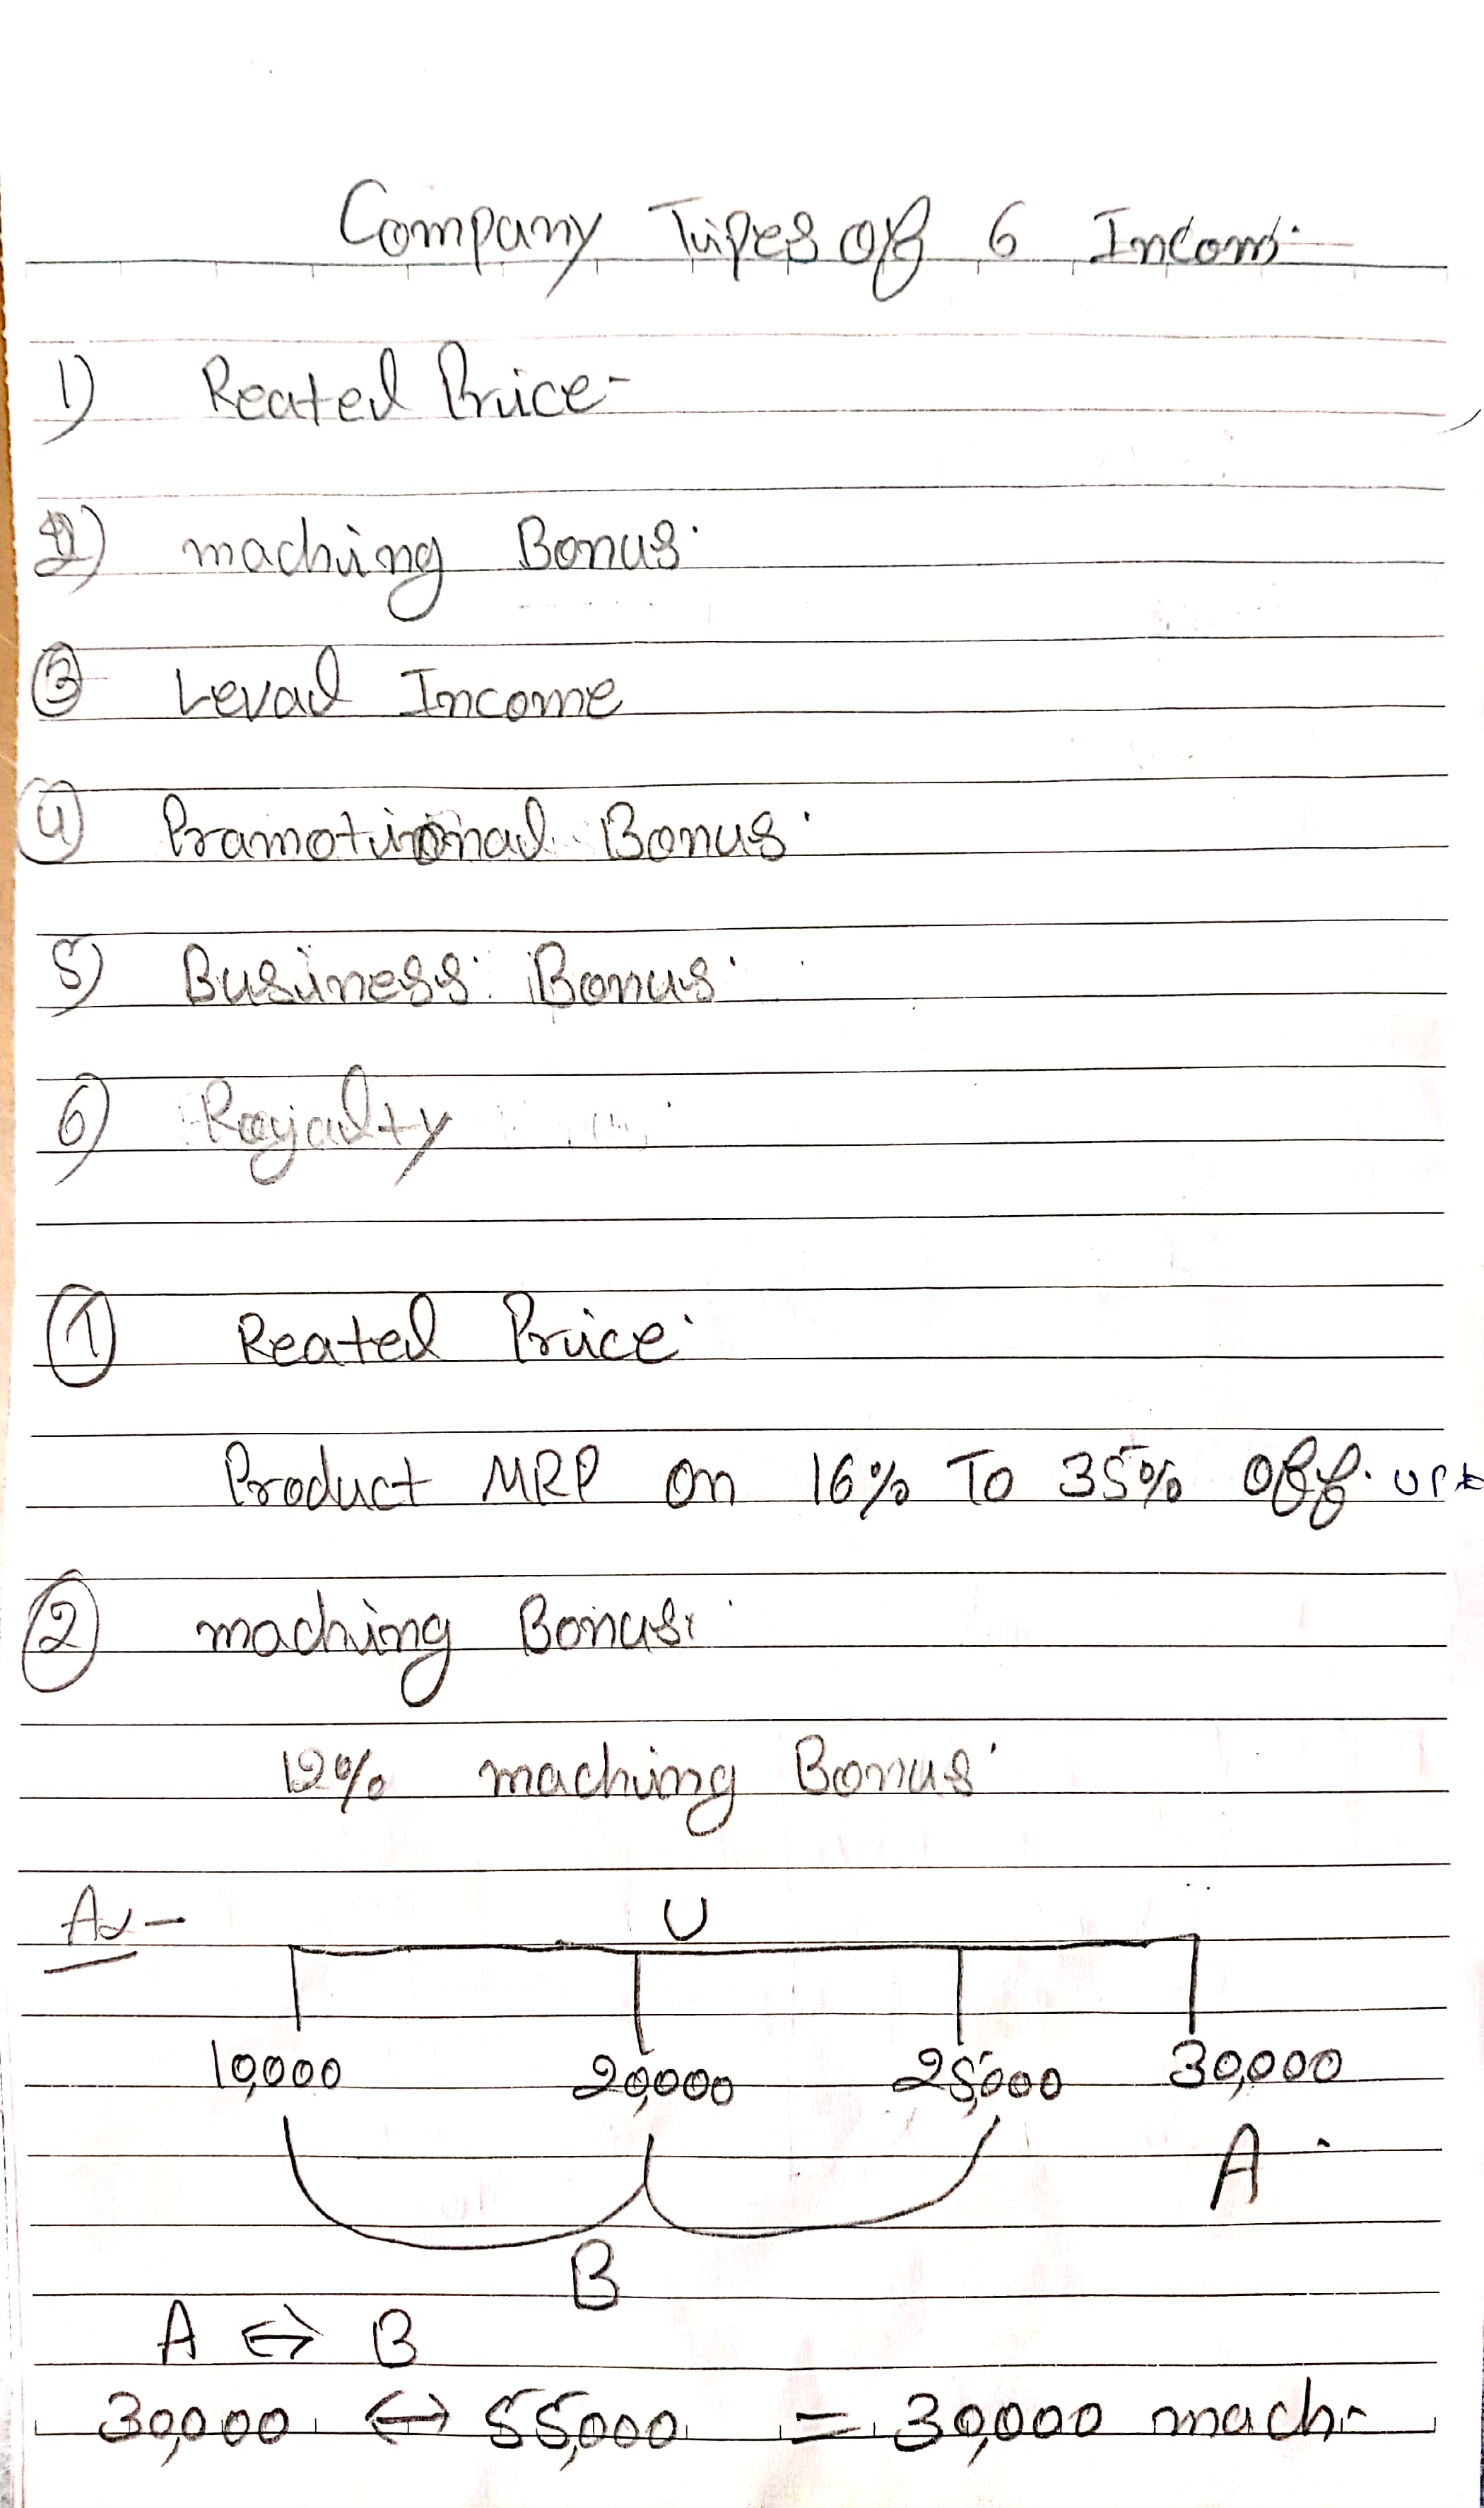 Company Tipes of 6 Incom.
1) Reated Price-
2) maching Bonus.
3 Leval Income
4 Pramotional Bonus.
5) Business Bonus.
6) Royalty
1 Reated Price.
Product MRP on 16% To 35% off. upt
2 maching Bonus.
12% maching Bonus.
U
10,000 20,000 25,000 30,000
A.
B
A ↔ B
30,000 ↔ 55,000 = 30,000 mach-